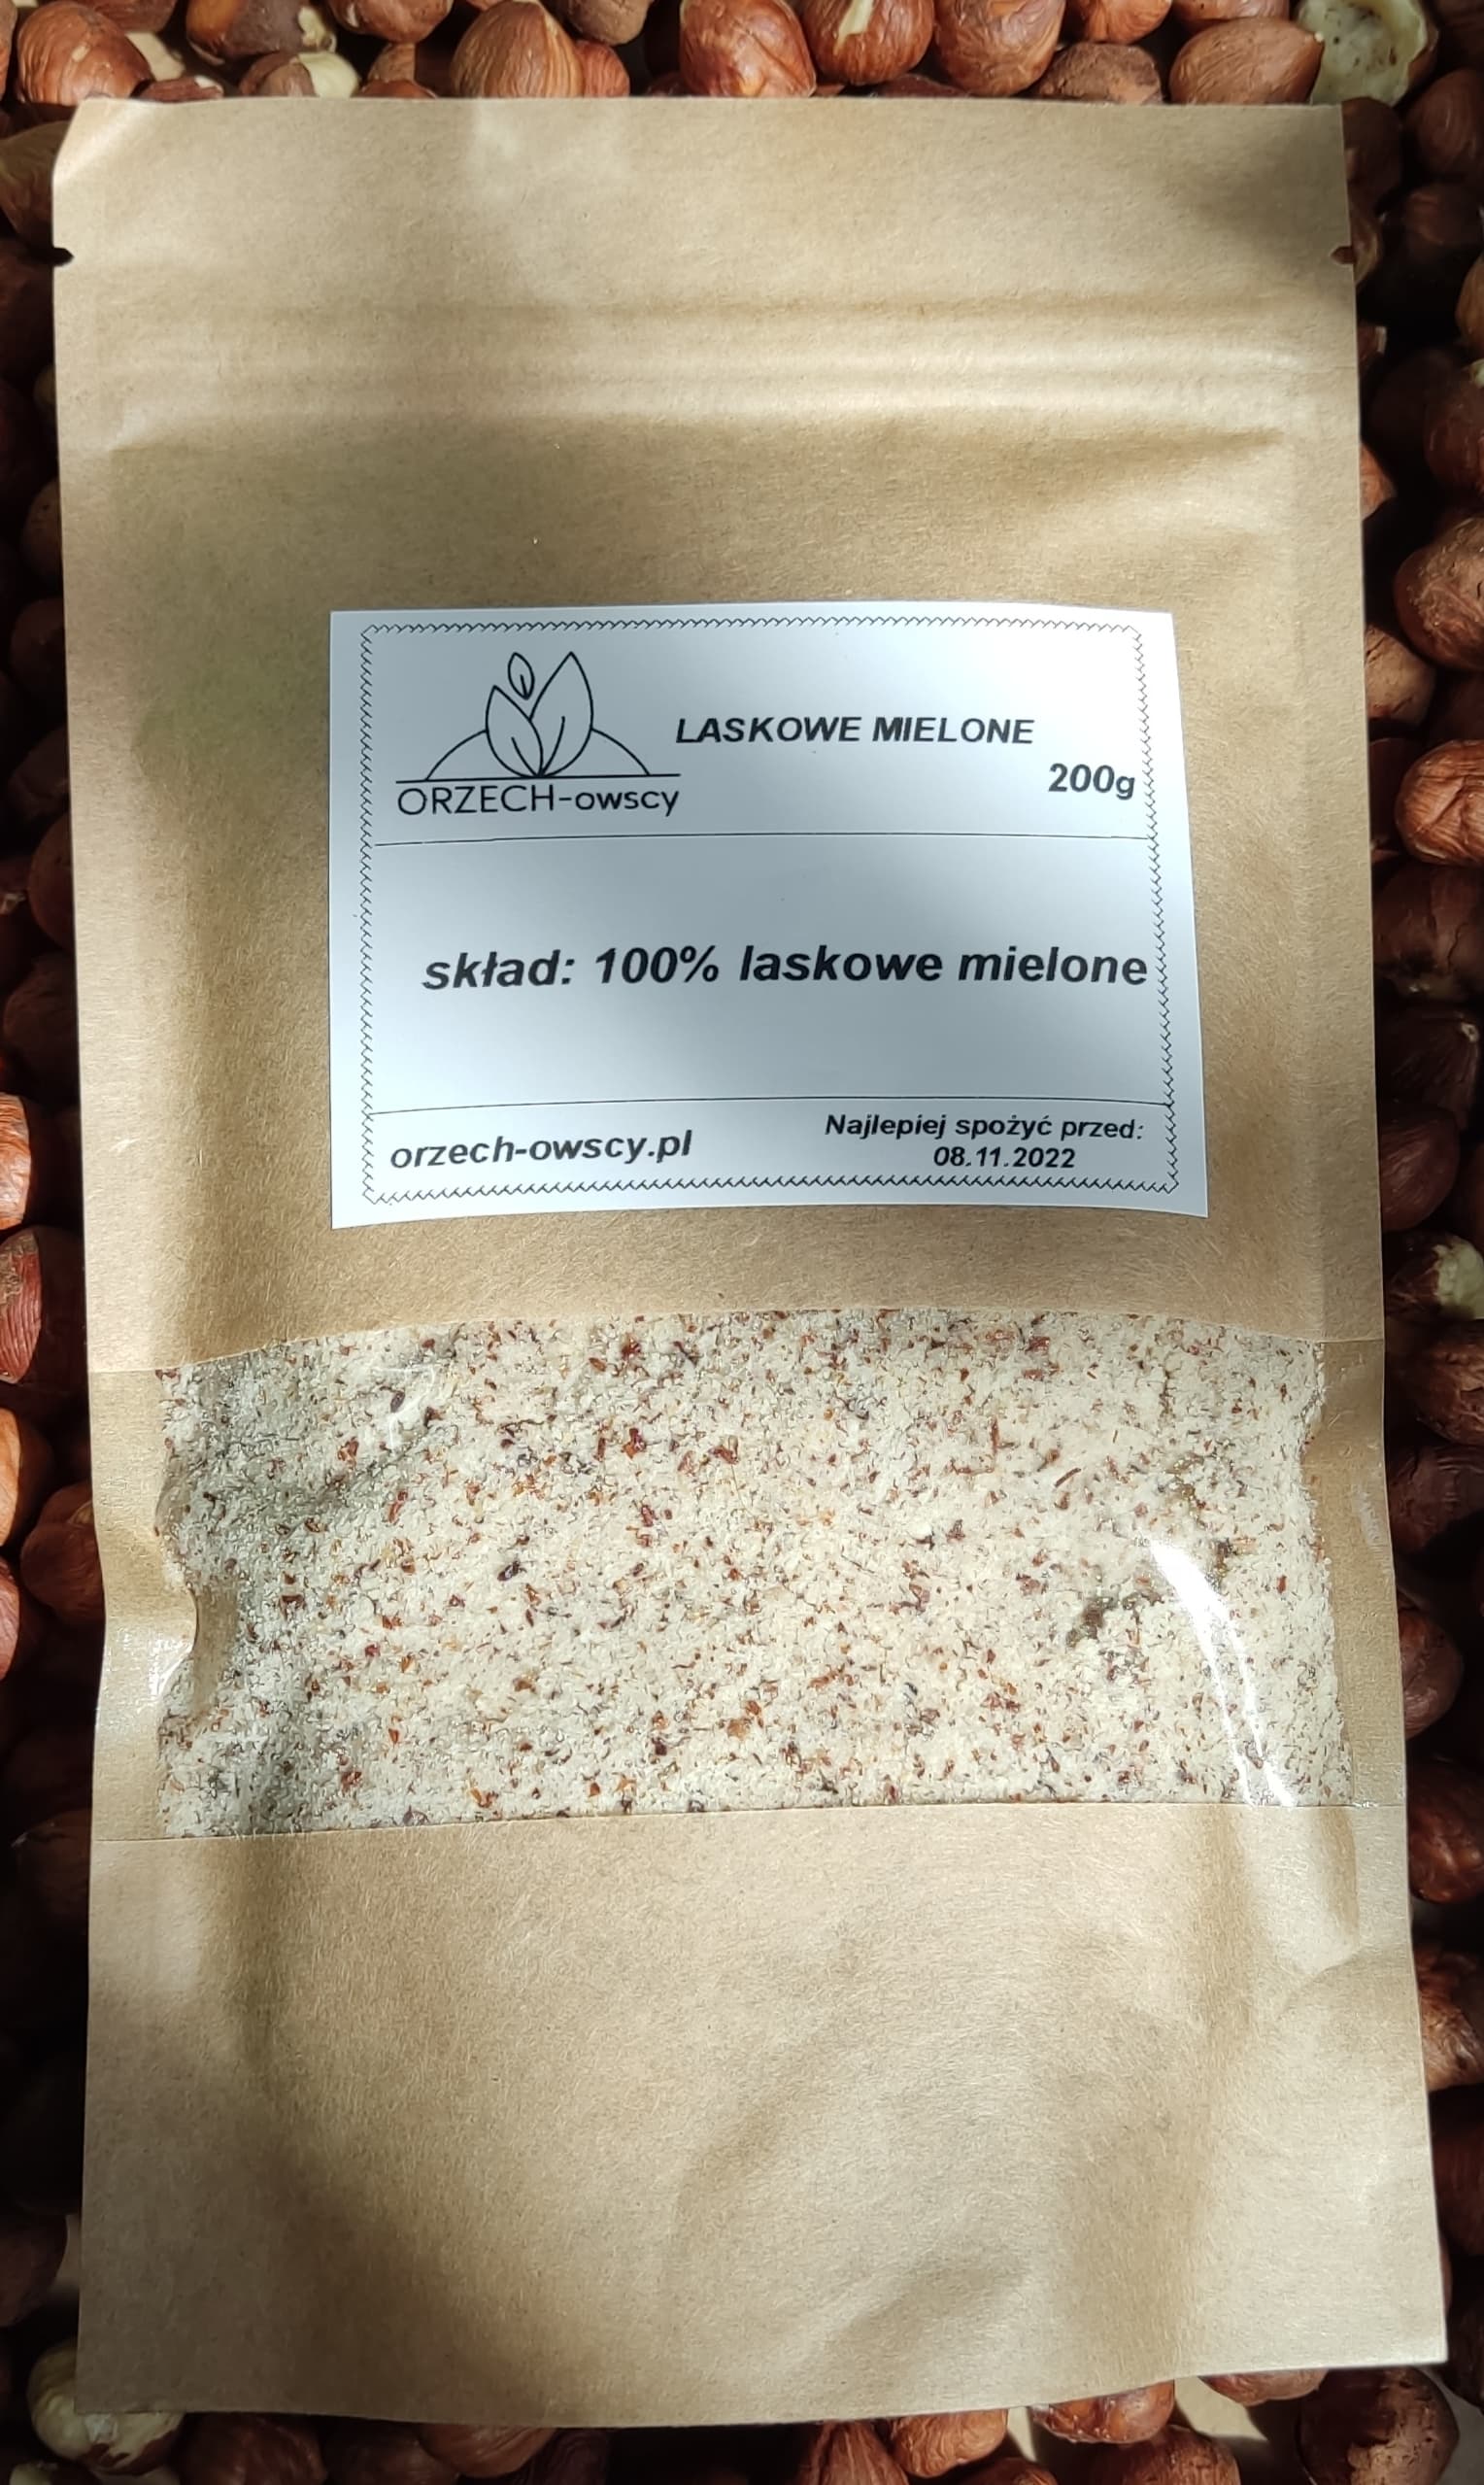 LASKOWE MIELONE
200g
ORZECH-owscy
skład: 100% laskowe mielone
orzech-owscy.pl
Najlepiej spożyć przed:
08.11.2022